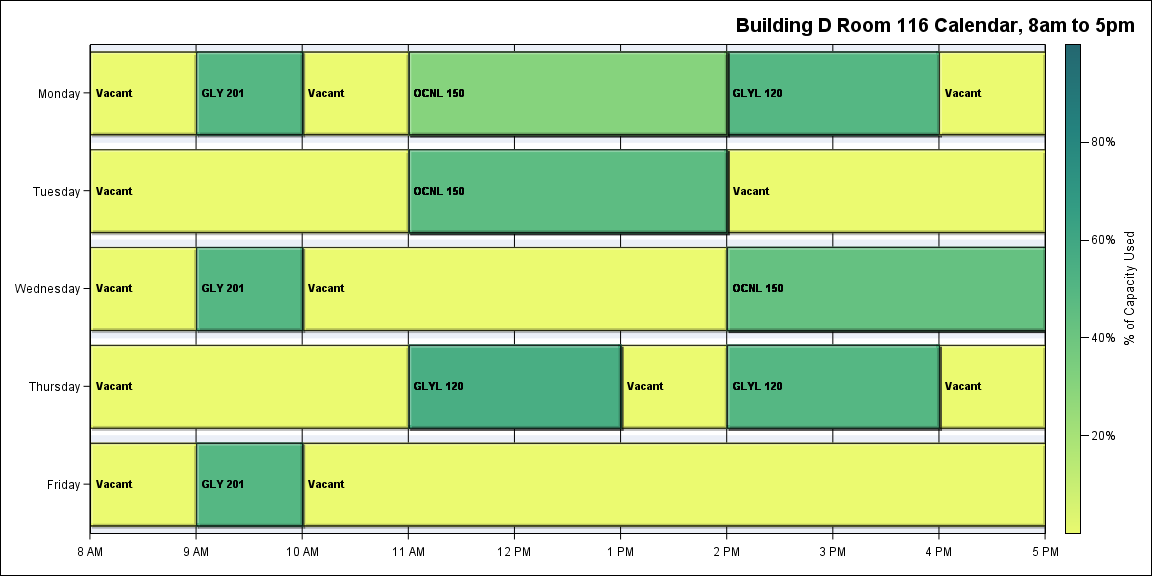 Building D Room 116 Calendar, 8am to 5pm
Monday
Vacant
GLY 201
Vacant
OCNL 150
GLYL 120
Vacant
Tuesday
Vacant
OCNL 150
Vacant
Wednesday
Vacant
GLY 201
Vacant
OCNL 150
Thursday
Vacant
GLYL 120
Vacant
GLYL 120
Vacant
Friday
Vacant
GLY 201
Vacant
8 AM
9 AM
10 AM
11 AM
12 PM
1 PM
2 PM
3 PM
4 PM
5 PM
80%
60%
40%
20%
% of Capacity Used